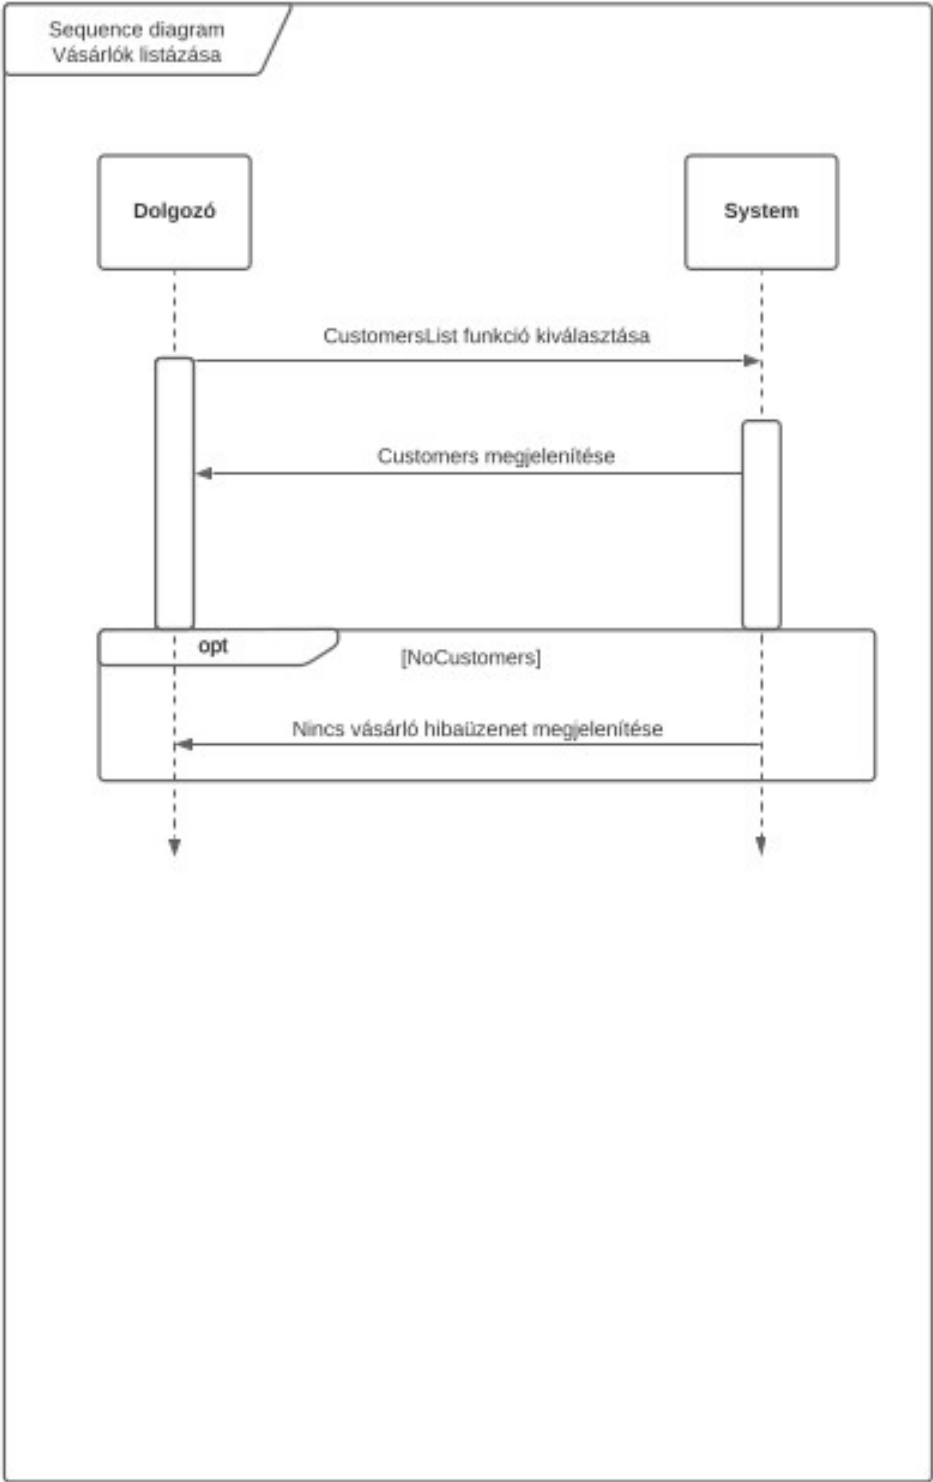 Sequence diagram
Vásárlók listázása
Dolgozó
System
CustomersList funkció kiválasztása
Customers megjelenítése
opt
[NoCustomers]
Nincs vásárló hibaüzenet megjelenítése